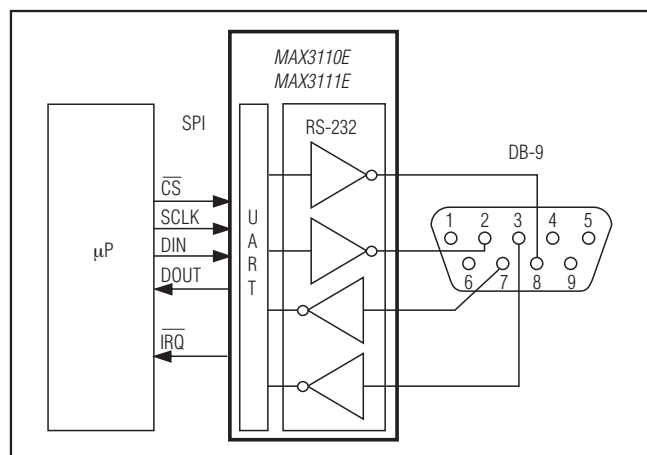 MAX3110E
MAX3111E
SPI
RS-232
DB-9
μP
CS
SCLK
DIN
DOUT
IRQ
UART
1 2 3 4 5
6 7 8 9